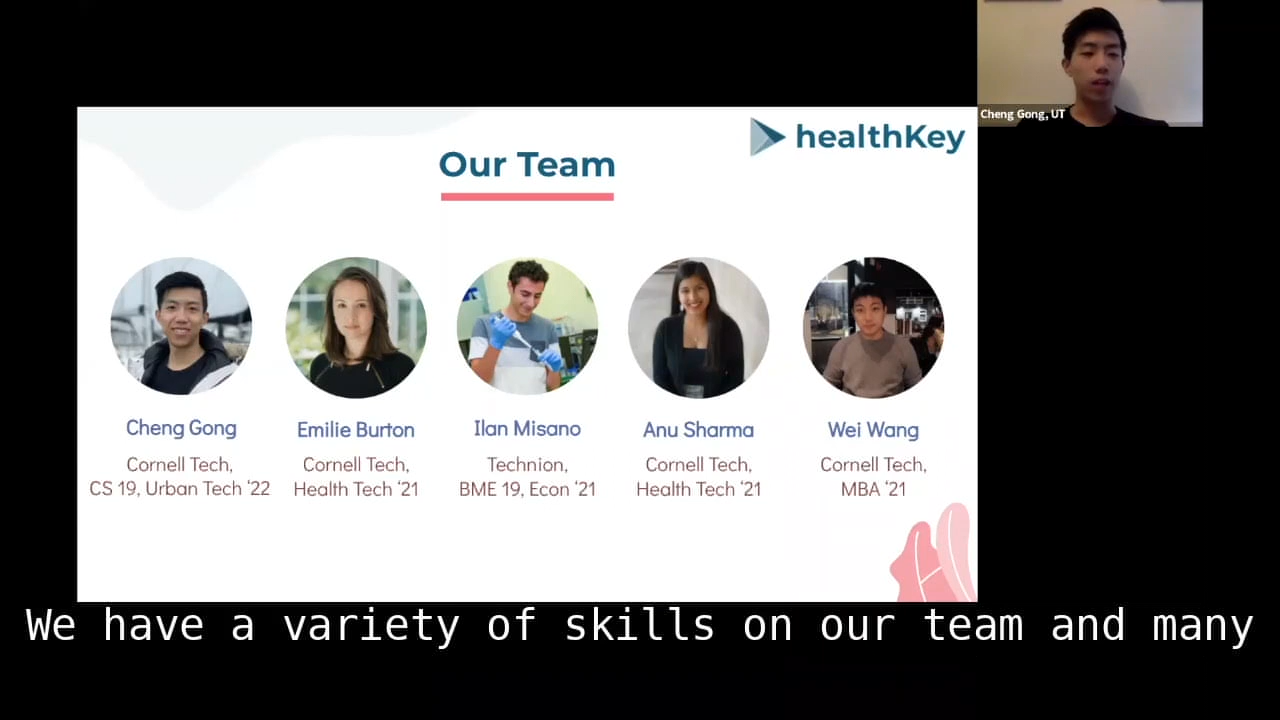 Cheng Gong, UT
healthKey
Our Team
Cheng Gong
Cornell Tech,
CS 19, Urban Tech ‘22
Emilie Burton
Cornell Tech,
Health Tech ‘21
Ilan Misano
Technion,
BME 19, Econ ‘21
Anu Sharma
Cornell Tech,
Health Tech ‘21
Wei Wang
Cornell Tech,
MBA ‘21
We have a variety of skills on our team and many